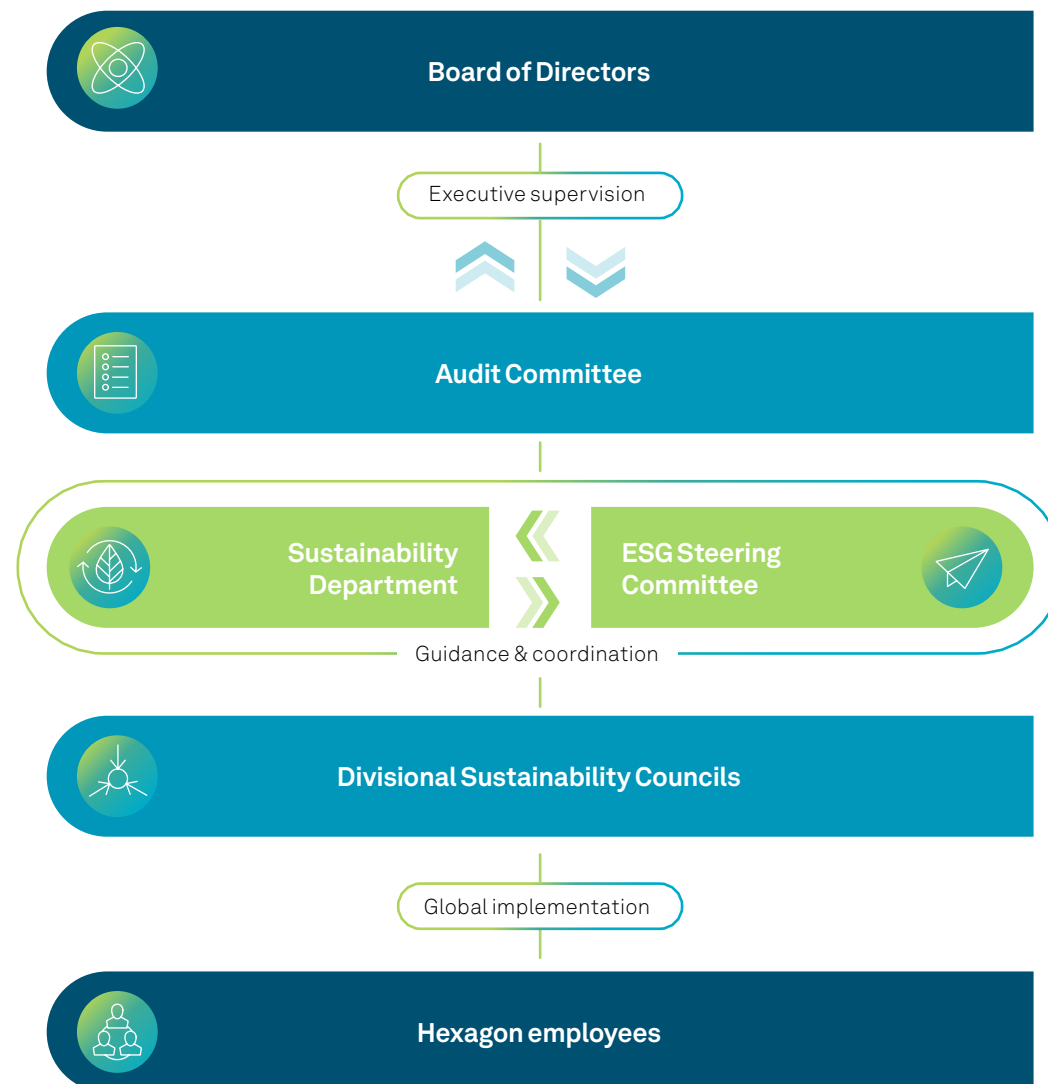 Board of Directors
Executive supervision
Audit Committee
Sustainability
Department
ESG Steering
Committee
Guidance & coordination
Divisional Sustainability Councils
Global implementation
Hexagon employees